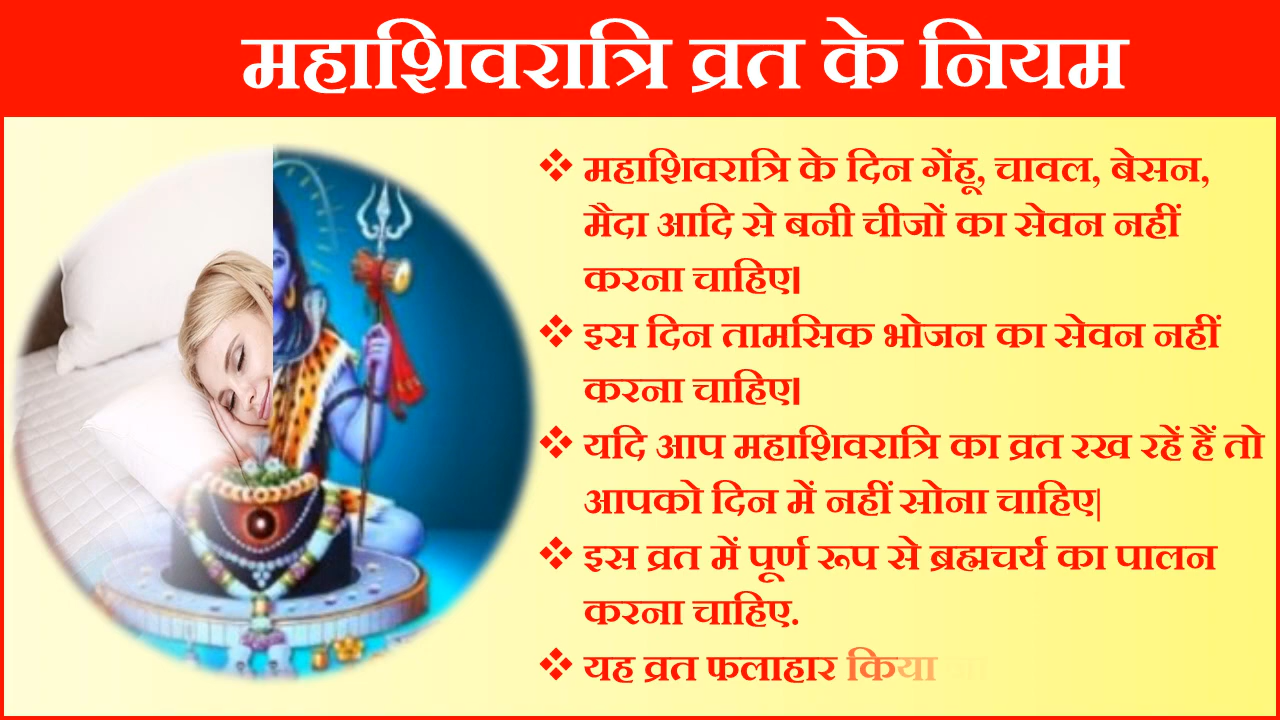 महाशिवरात्रि व्रत के नियम
❖ महाशिवरात्रि के दिन गेंहू, चावल, बेसन,
मैदा आदि से बनी चीजों का सेवन नहीं
करना चाहिए।
❖ इस दिन तामसिक भोजन का सेवन नहीं
करना चाहिए।
❖ यदि आप महाशिवरात्रि का व्रत रख रहें हैं तो
आपको दिन में नहीं सोना चाहिए|
❖ इस व्रत में पूर्ण रूप से ब्रह्मचर्य का पालन
करना चाहिए.
❖ यह व्रत फलाहार किया